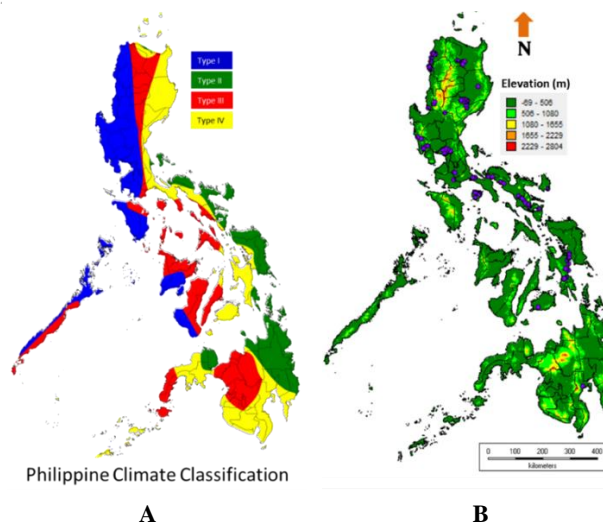 Type I
Type II
Type III
Type IV
Philippine Climate Classification
A
N
Elevation (m)
-69 - 506
506 - 1080
1080 - 1655
1655 - 2229
2229 - 2804
0 100 200 300 400
kilometers
B